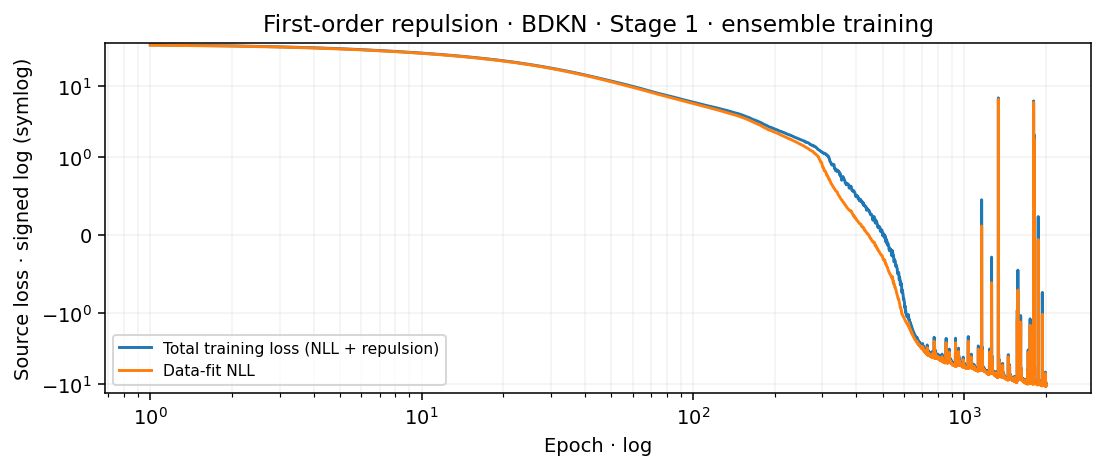 First-order repulsion · BDKN · Stage 1 · ensemble training
Source loss · signed log (symlog)
10¹
10⁰
0
−10⁰
−10¹
Total training loss (NLL + repulsion)
Data-fit NLL
10⁰
10¹
10²
10³
Epoch · log